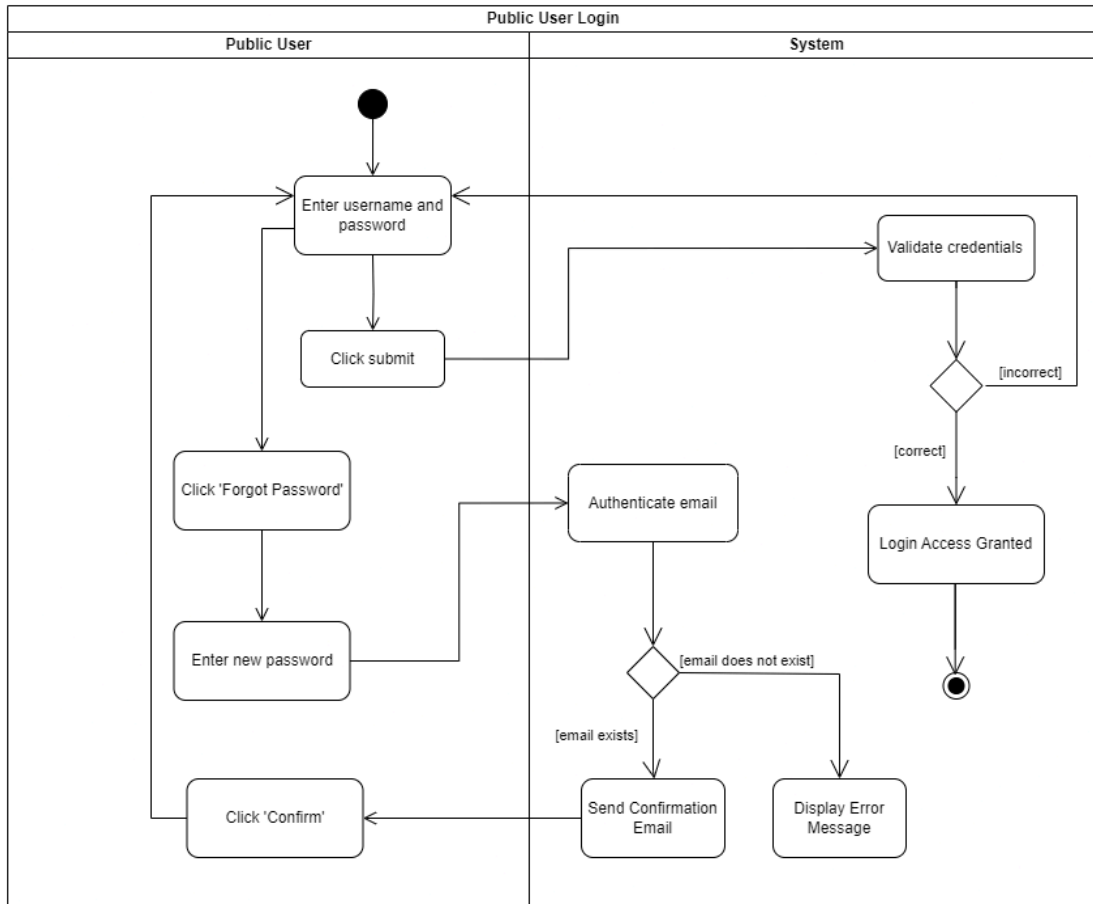 Public User Login
Public User
System
Enter username and
password
Validate credentials
Click submit
[incorrect]
[correct]
Click 'Forgot Password'
Authenticate email
Login Access Granted
Enter new password
[email does not exist]
[email exists]
Click 'Confirm'
Send Confirmation
Email
Display Error
Message